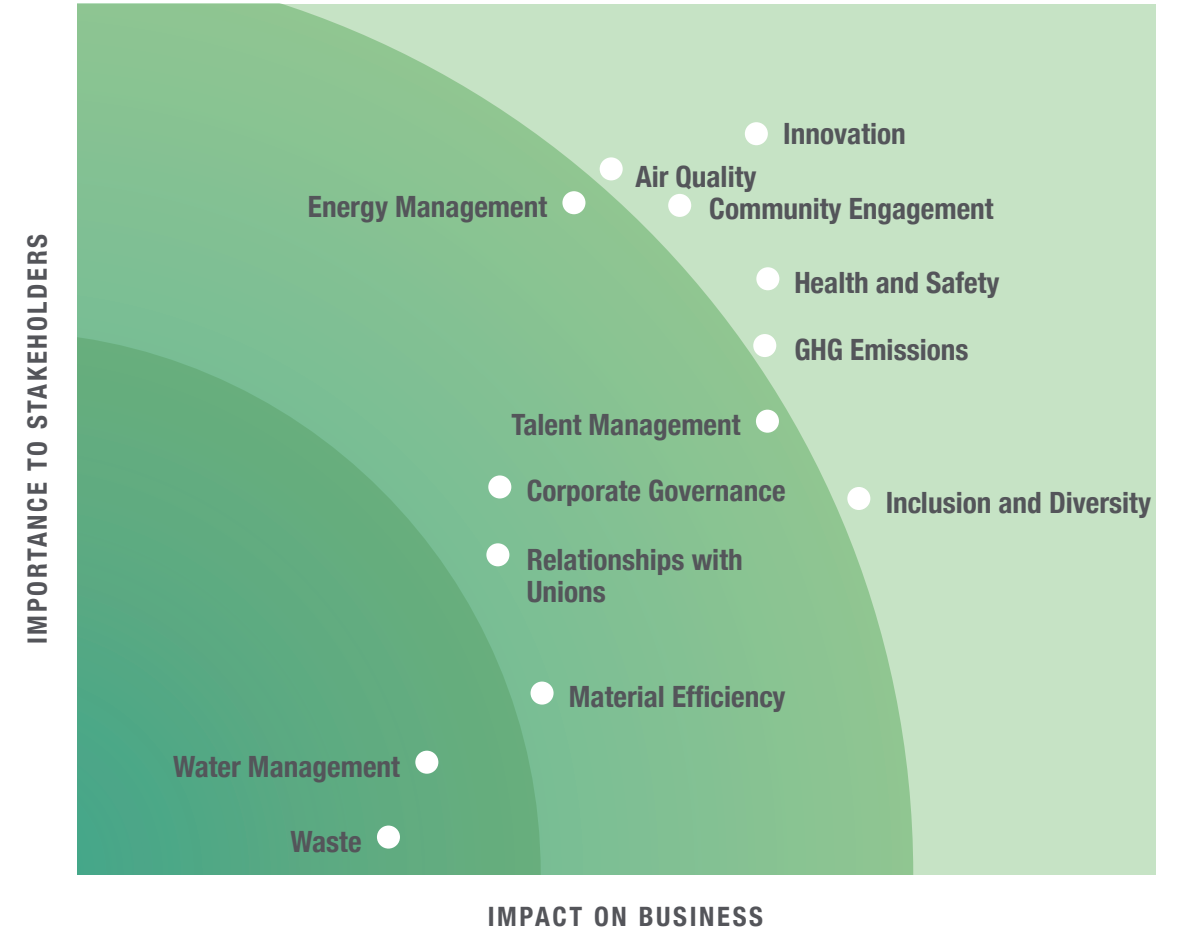 IMPORTANCE TO STAKEHOLDERS
Innovation
Air Quality
Energy Management
Community Engagement
Health and Safety
GHG Emissions
Talent Management
Corporate Governance
Inclusion and Diversity
Relationships with
Unions
Material Efficiency
Water Management
Waste
IMPACT ON BUSINESS